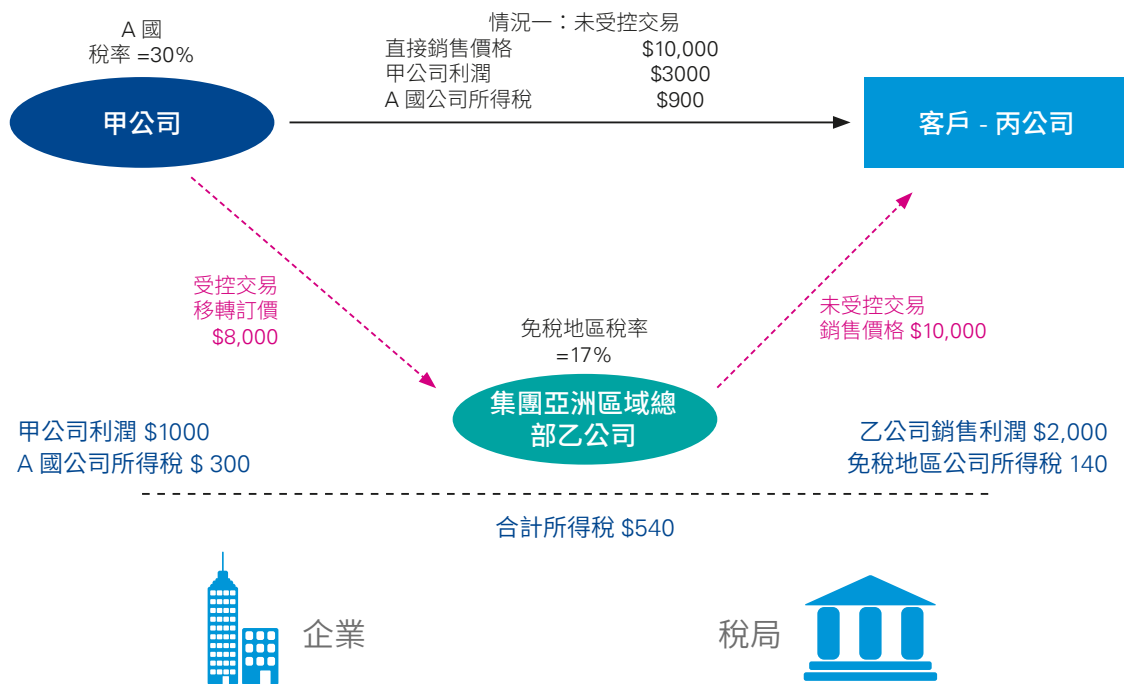 A 國
稅率 =30%
情況一：未受控交易
直接銷售價格 $10,000
甲公司利潤 $3000
A 國公司所得稅 $900
甲公司
客戶 - 丙公司
受控交易
移轉訂價
$8,000
未受控交易
銷售價格 $10,000
免稅地區稅率
=17%
集團亞洲區域總
部乙公司
甲公司利潤 $1000
A 國公司所得稅 $ 300
乙公司銷售利潤 $2,000
免稅地區公司所得稅 140
合計所得稅 $540
企業
稅局